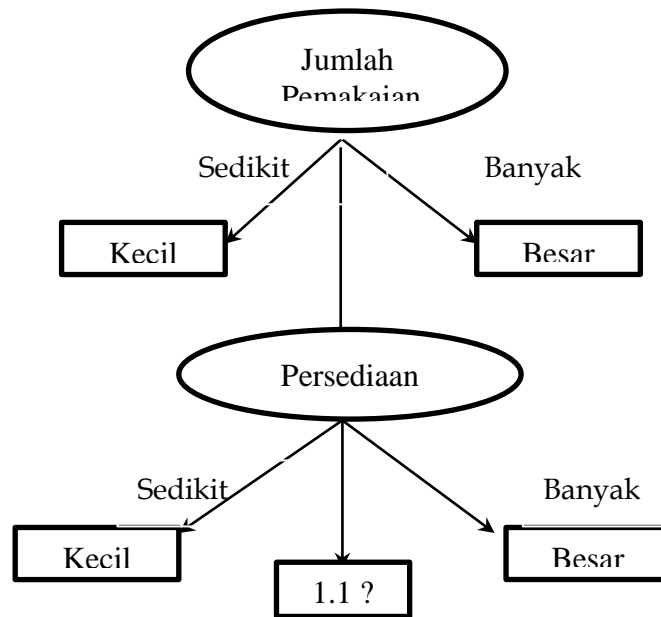 Jumlah
Pemakaian
Sedikit
Banyak
Kecil
Besar
Persediaan
Sedikit
Banyak
Kecil
Besar
1.1 ?